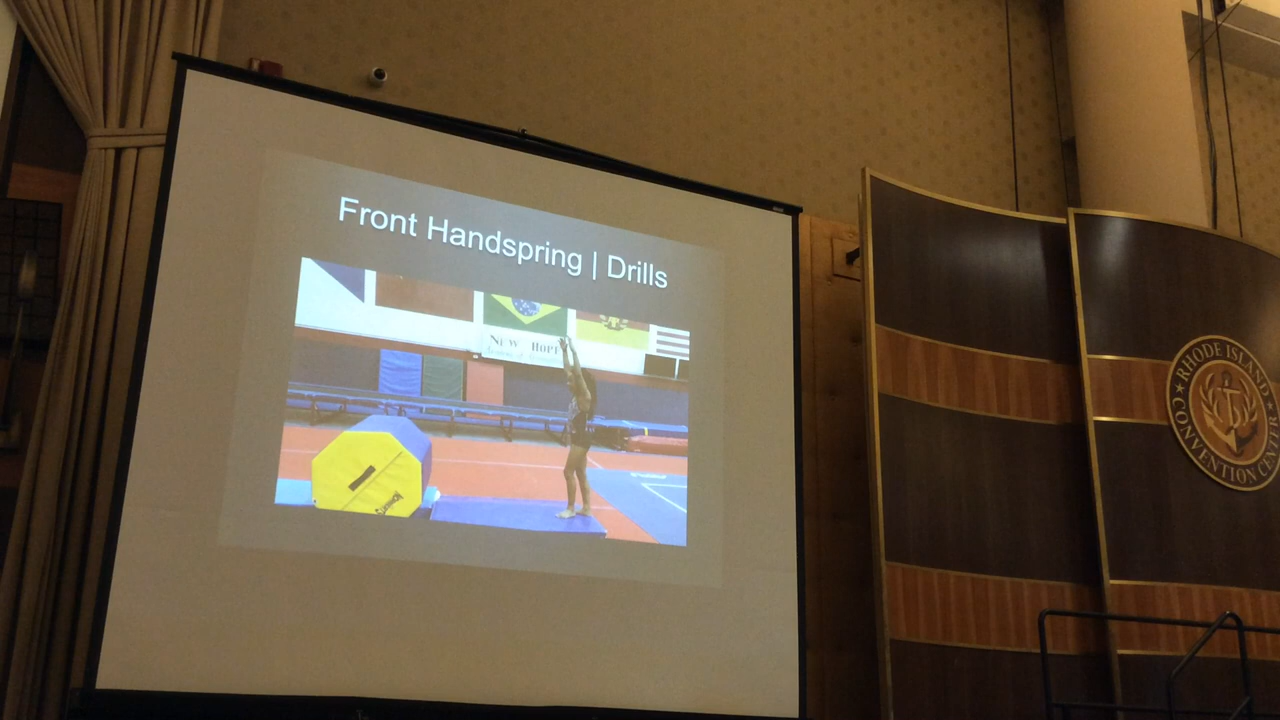 Front Handspring | Drills
NEW HOPE
RHODE ISLAND
CONVENTION CENTER